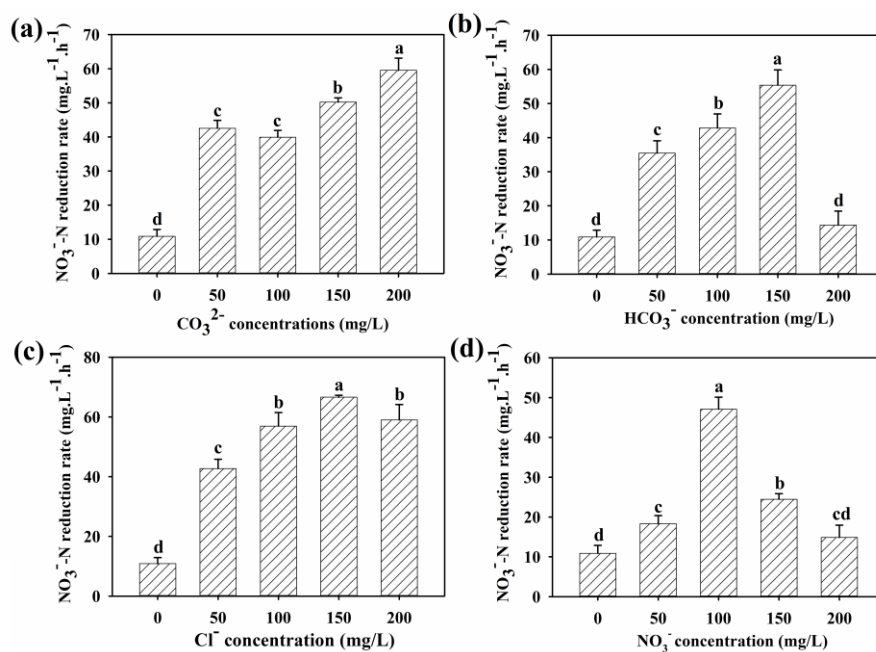 (a)
NO₃⁻-N reduction rate (mg.L⁻¹.h⁻¹)
70
60
50
40
30
20
10
0
d
c
c
b
a
0 50 100 150 200
CO₃²⁻ concentrations (mg/L)
(b)
NO₃⁻-N reduction rate (mg.L⁻¹.h⁻¹)
70
60
50
40
30
20
10
0
d
c
b
a
d
0 50 100 150 200
HCO₃⁻ concentration (mg/L)
(c)
NO₃⁻-N reduction rate (mg.L⁻¹.h⁻¹)
80
60
40
20
0
d
c
b
a
b
0 50 100 150 200
Cl⁻ concentration (mg/L)
(d)
NO₃⁻-N reduction rate (mg.L⁻¹.h⁻¹)
60
50
40
30
20
10
0
d
c
a
b
cd
0 50 100 150 200
NO₃⁻ concentration (mg/L)